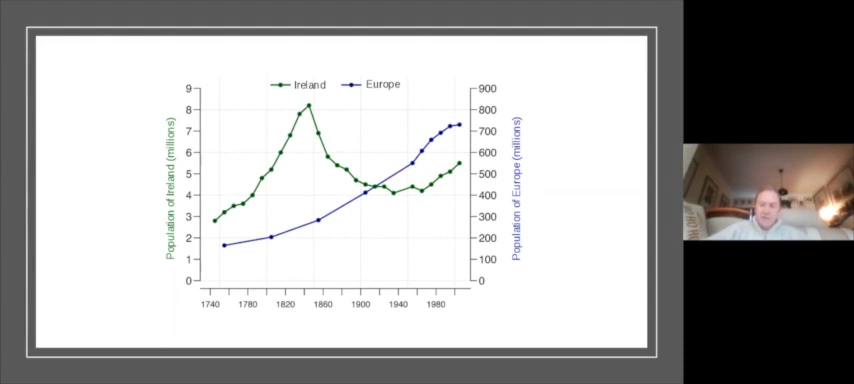 Ireland Europe
9 900
8 800
7 700
6 600
5 500
4 400
3 300
2 200
1 100
0 0
Population of Ireland (millions)
Population of Europe (millions)
1740 1780 1820 1860 1900 1940 1980